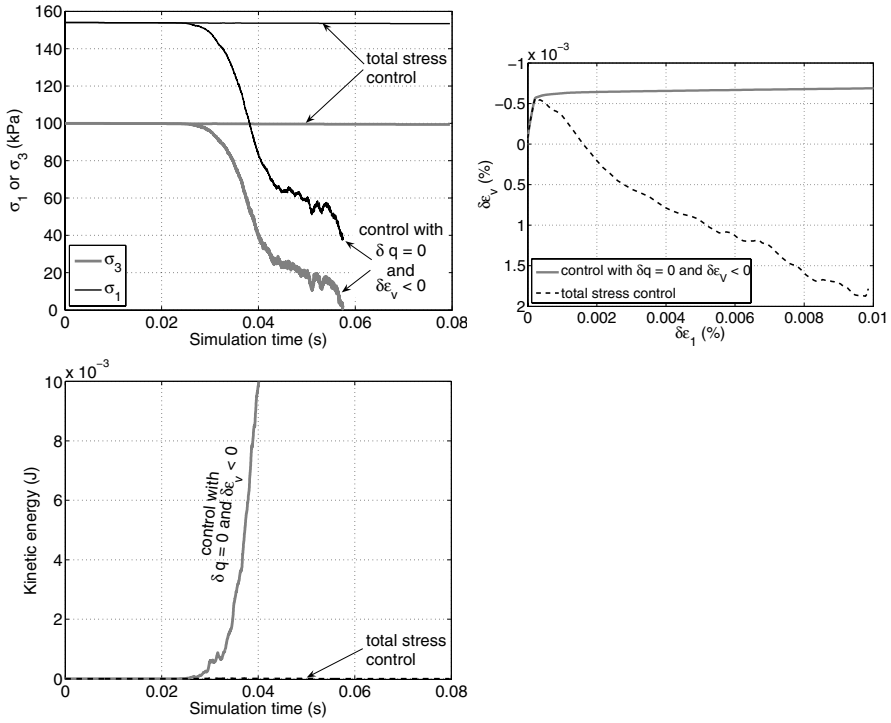 160
140
120
100
80
60
40
20
0
σ1 or σ3 (kPa)
total stress
control
control with
δ q = 0
and
δεv < 0
σ3
σ1
0 0.02 0.04 0.06 0.08
Simulation time (s)
x 10−3
−1
−0.5
0
0.5
1
1.5
2
δεv (%)
control with δq = 0 and δεv < 0
total stress control
0 0.002 0.004 0.006 0.008 0.01
δε1 (%)
x 10−3
10
8
6
4
2
0
Kinetic energy (J)
control with
δ q = 0 and δεv < 0
total stress
control
0 0.02 0.04 0.06 0.08
Simulation time (s)